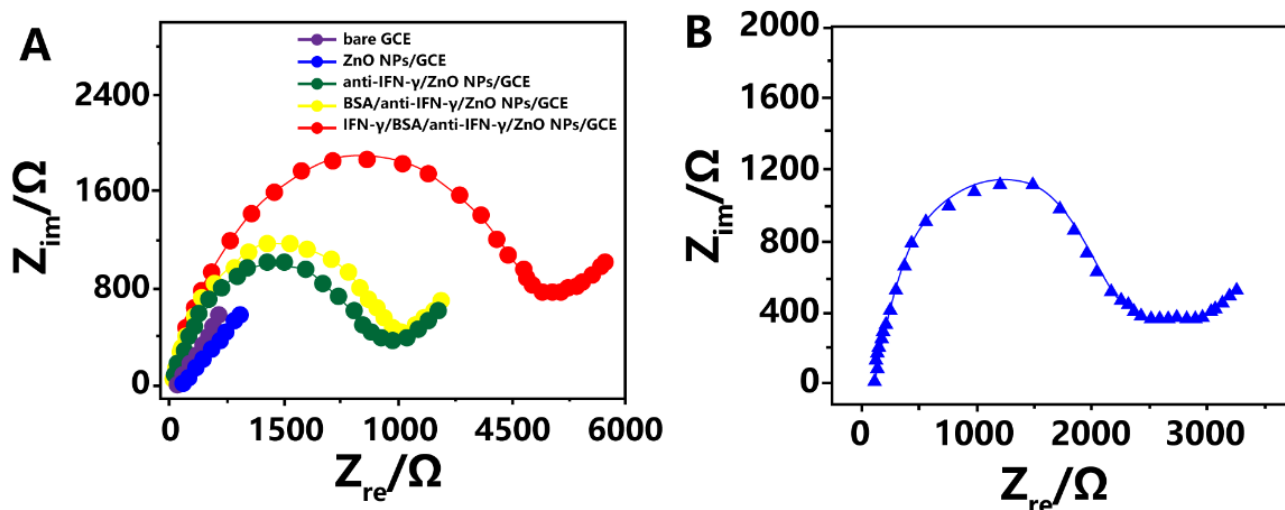 A
bare GCE
ZnO NPs/GCE
anti-IFN-γ/ZnO NPs/GCE
BSA/anti-IFN-γ/ZnO NPs/GCE
IFN-γ/BSA/anti-IFN-γ/ZnO NPs/GCE
2400
1600
800
0
Zim/Ω
0 1500 1000 4500 6000
Zre/Ω
B
2000
1600
1200
1000
400
0
Zim/Ω
0 1000 2000 3000
Zre/Ω